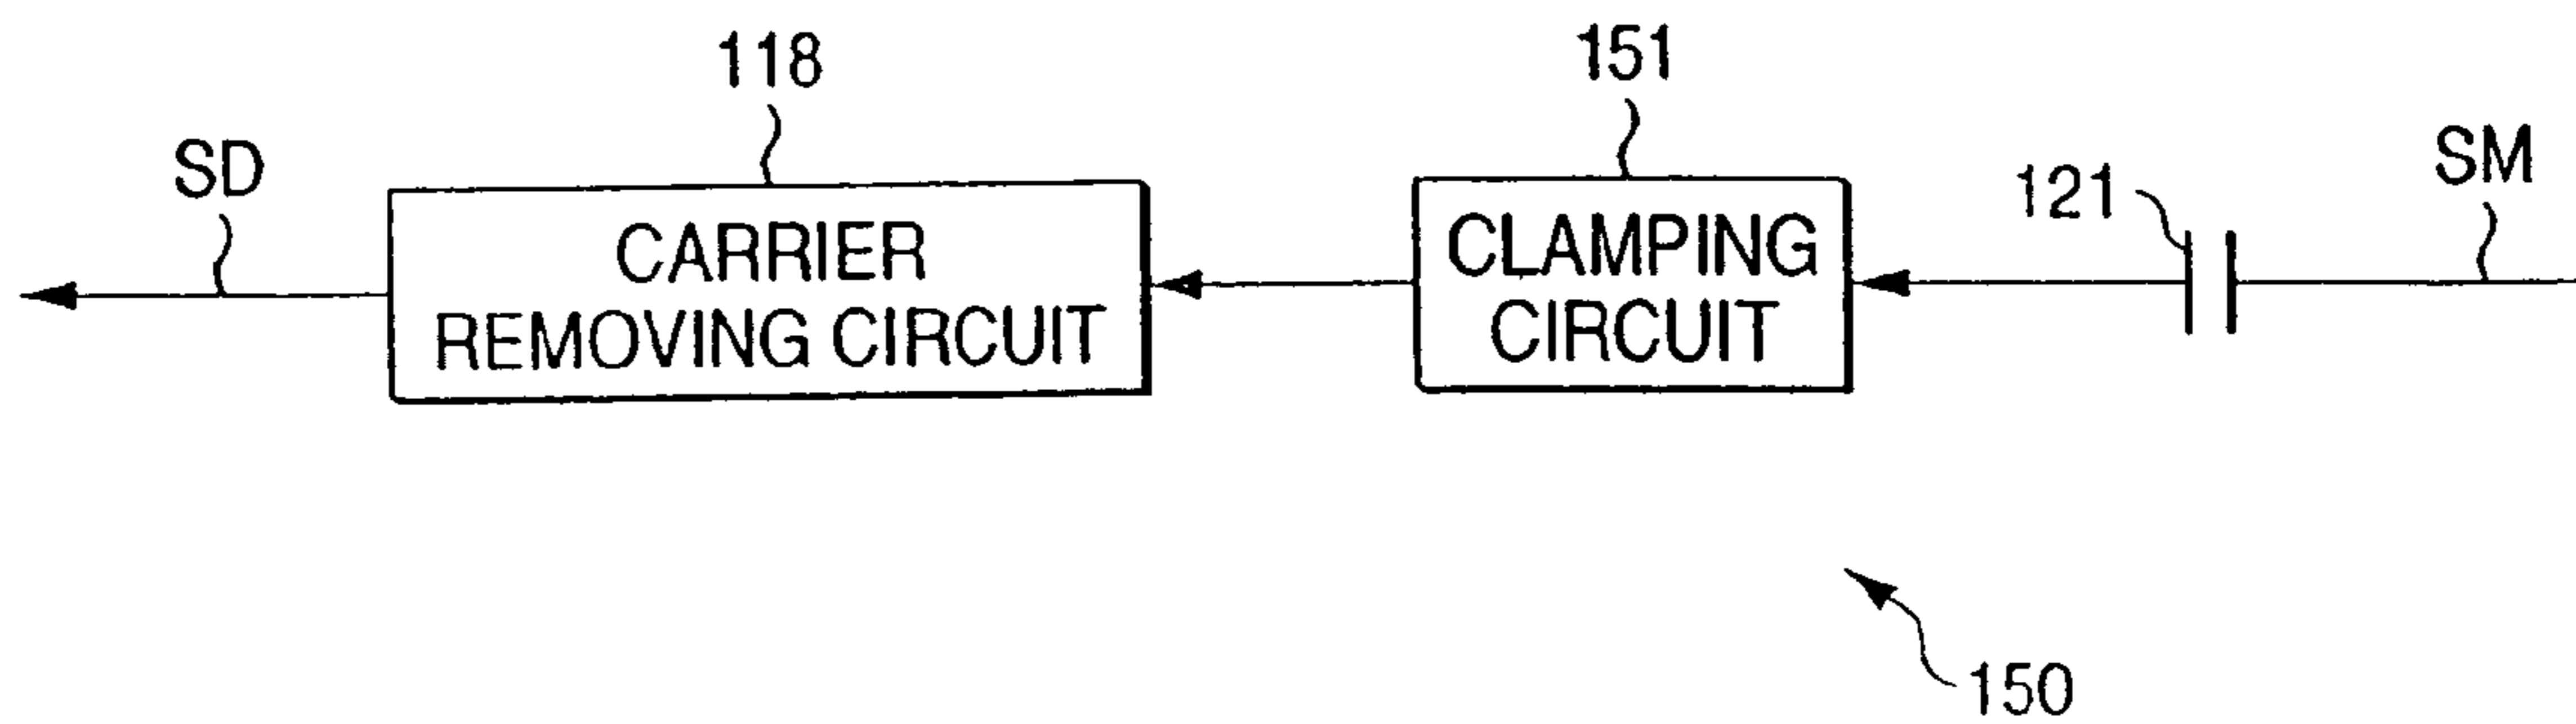 118
151
SD
121
SM
CARRIER
REMOVING CIRCUIT
CLAMPING
CIRCUIT
150